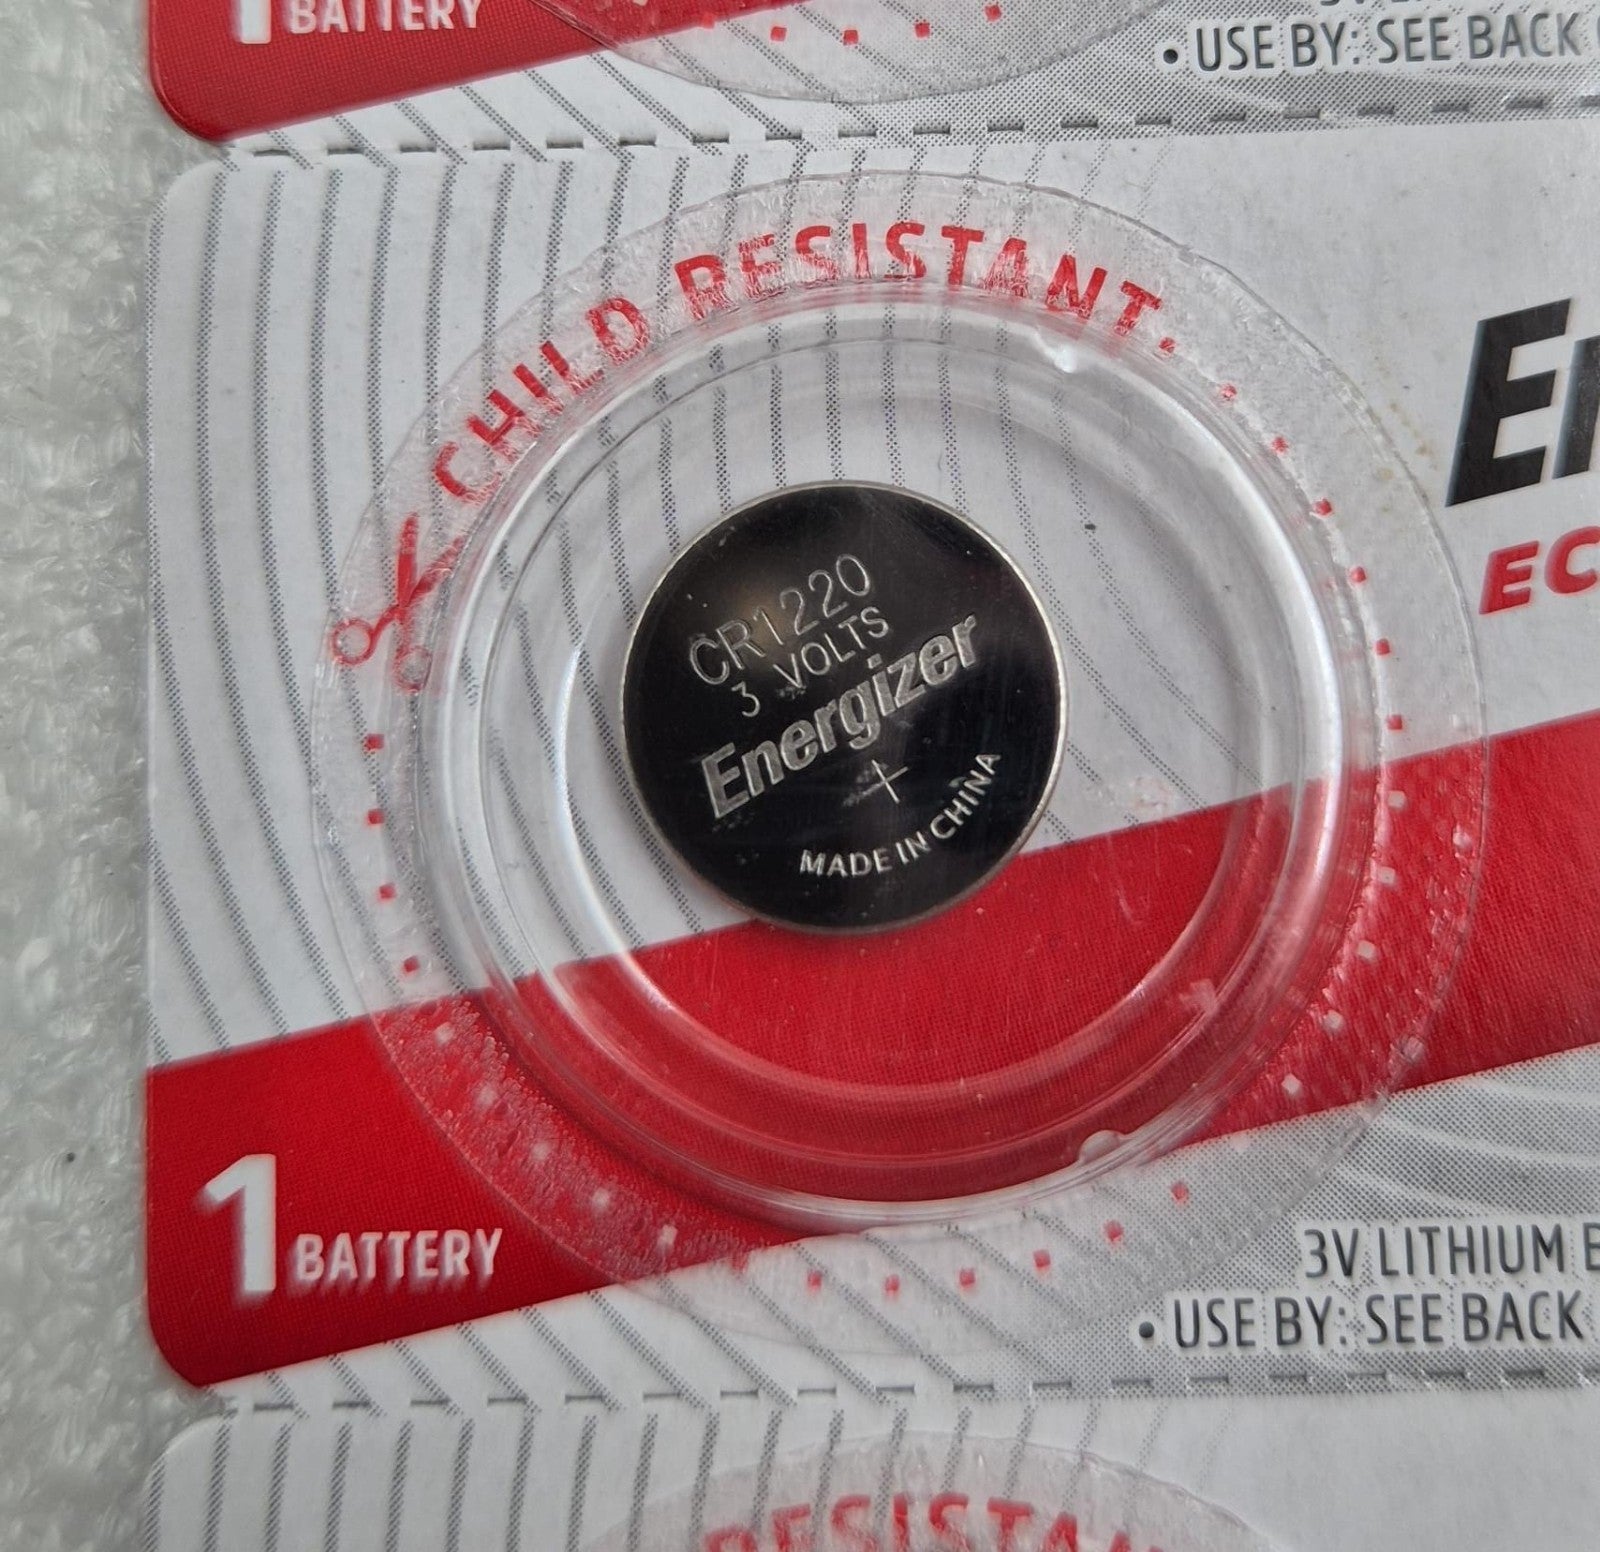 1 BATTERY
• USE BY: SEE BACK
CHILD RESISTANT.
CR1220
3 VOLTS
Energizer
+
MADE IN CHINA
1 BATTERY
3V LITHIUM
• USE BY: SEE BACK